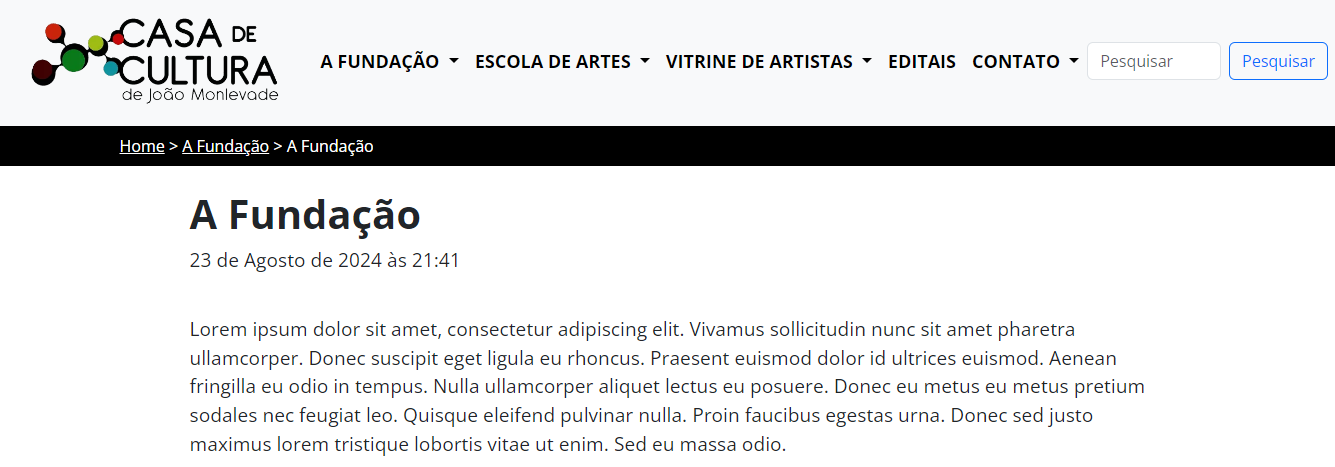 CASA DE
CULTURA
de João Monlevade
A FUNDAÇÃO ESCOLA DE ARTES VITRINE DE ARTISTAS EDITAIS CONTATO Pesquisar Pesquisar
Home > A Fundação > A Fundação
A Fundação
23 de Agosto de 2024 às 21:41
Lorem ipsum dolor sit amet, consectetur adipiscing elit. Vivamus sollicitudin nunc sit amet pharetra
ullamcorper. Donec suscipit eget ligula eu rhoncus. Praesent euismod dolor id ultrices euismod. Aenean
fringilla eu odio in tempus. Nulla ullamcorper aliquet lectus eu posuere. Donec eu metus eu metus pretium
sodales nec feugiat leo. Quisque eleifend pulvinar nulla. Proin faucibus egestas urna. Donec sed justo
maximus lorem tristique lobortis vitae ut enim. Sed eu massa odio.